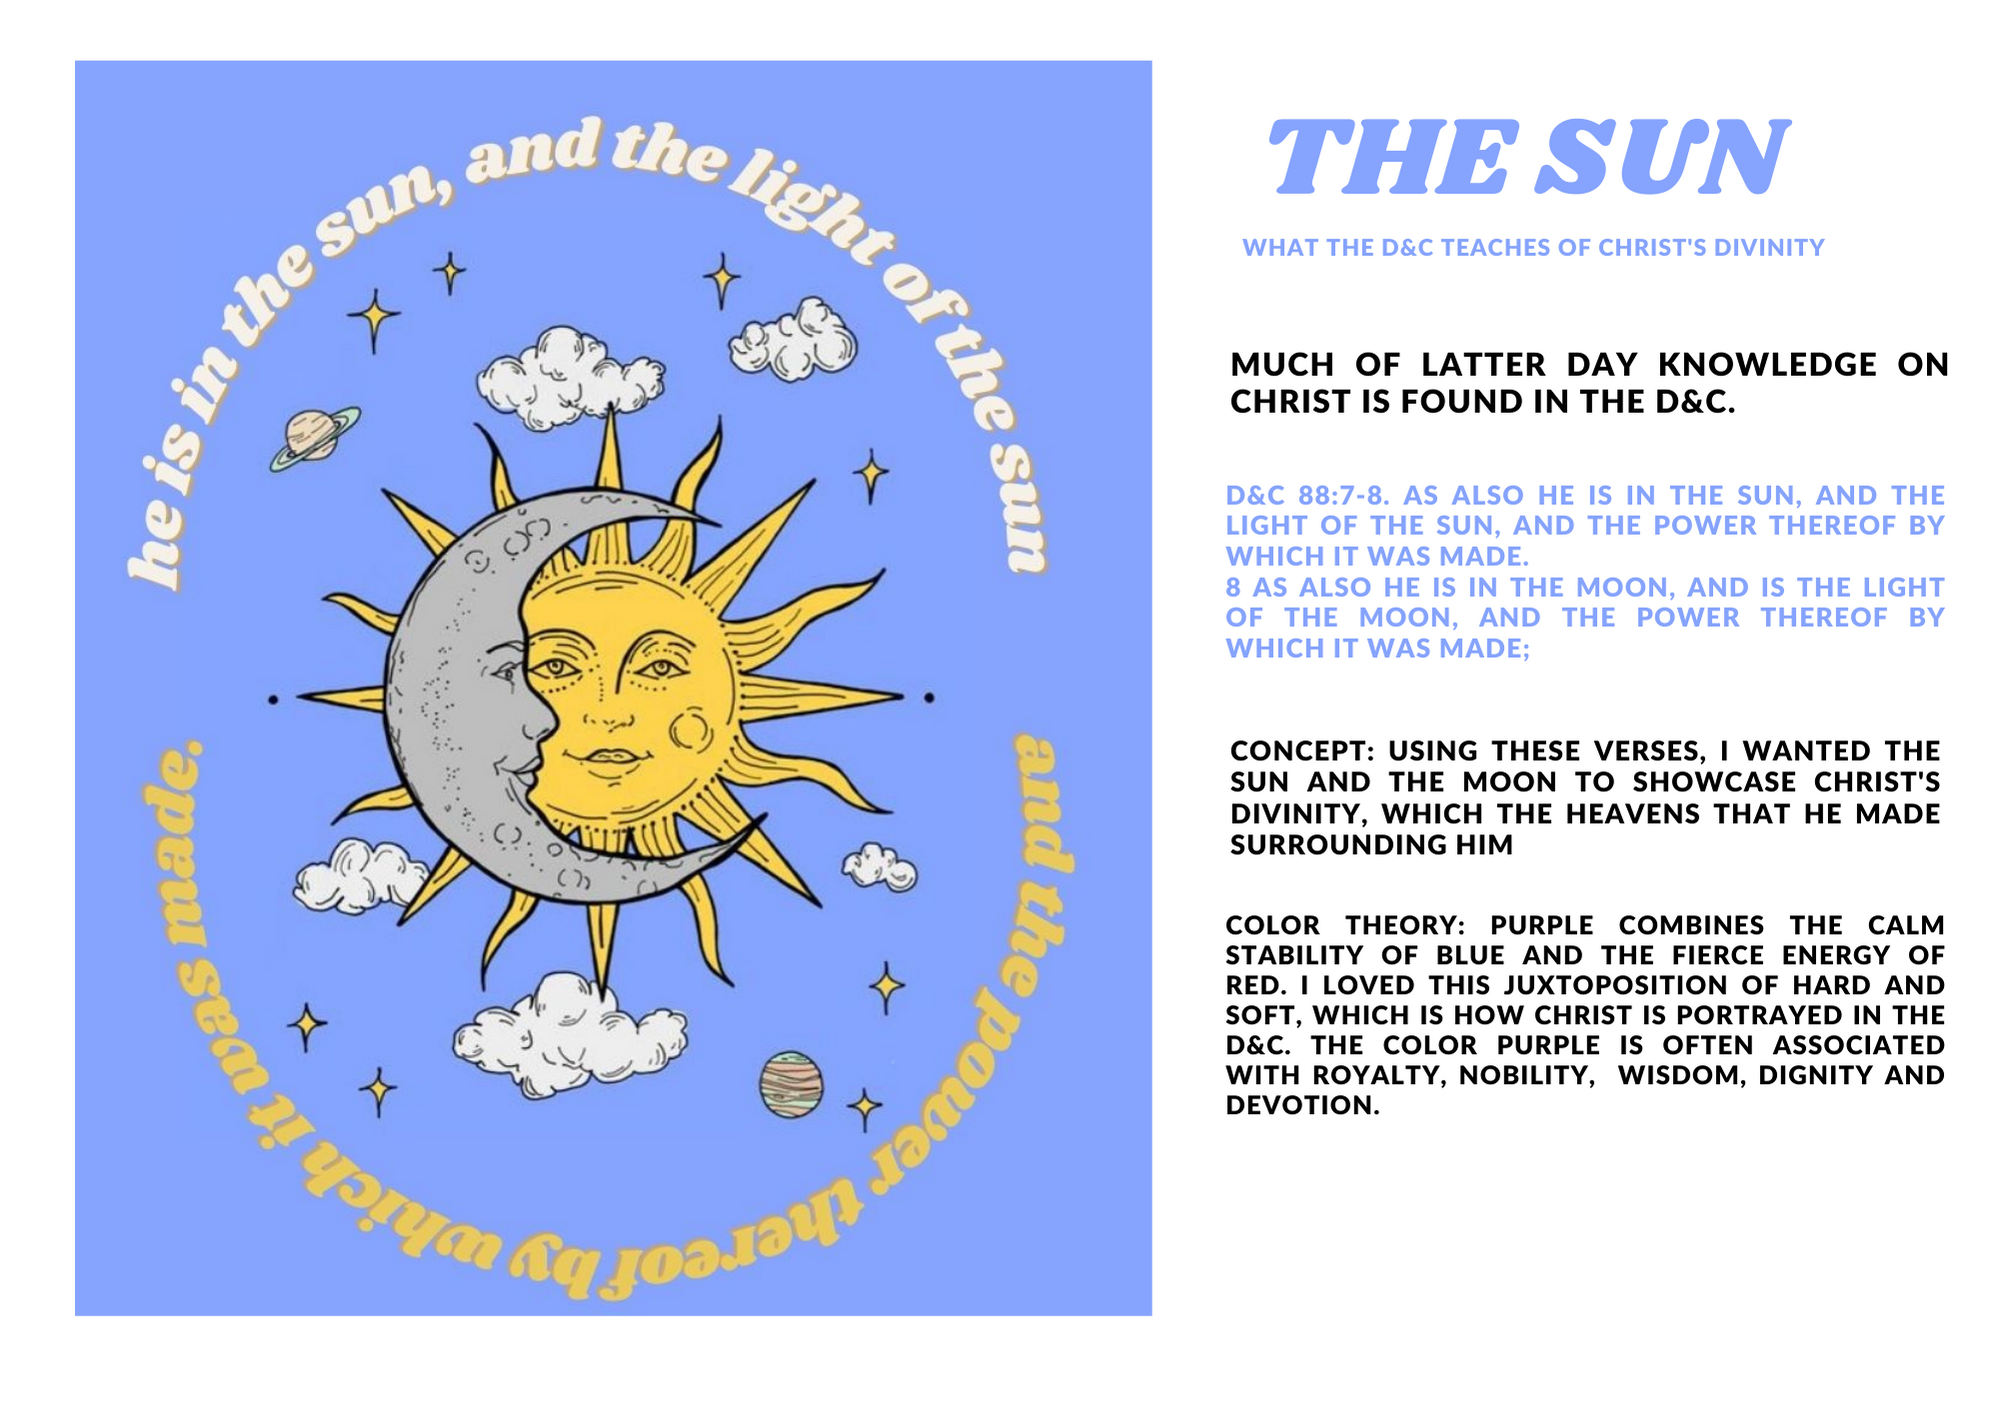 he is in the sun, and the light of the sun
and the power thereof by which it was made.
THE SUN
WHAT THE D&C TEACHES OF CHRIST'S DIVINITY
MUCH OF LATTER DAY KNOWLEDGE ON
CHRIST IS FOUND IN THE D&C.
D&C 88:7-8. AS ALSO HE IS IN THE SUN, AND THE
LIGHT OF THE SUN, AND THE POWER THEREOF BY
WHICH IT WAS MADE.
8 AS ALSO HE IS IN THE MOON, AND IS THE LIGHT
OF THE MOON, AND THE POWER THEREOF BY
WHICH IT WAS MADE;
CONCEPT: USING THESE VERSES, I WANTED THE
SUN AND THE MOON TO SHOWCASE CHRIST'S
DIVINITY, WHICH THE HEAVENS THAT HE MADE
SURROUNDING HIM
COLOR THEORY: PURPLE COMBINES THE CALM
STABILITY OF BLUE AND THE FIERCE ENERGY OF
RED. I LOVED THIS JUXTOPOSITION OF HARD AND
SOFT, WHICH IS HOW CHRIST IS PORTRAYED IN THE
D&C. THE COLOR PURPLE IS OFTEN ASSOCIATED
WITH ROYALTY, NOBILITY, WISDOM, DIGNITY AND
DEVOTION.